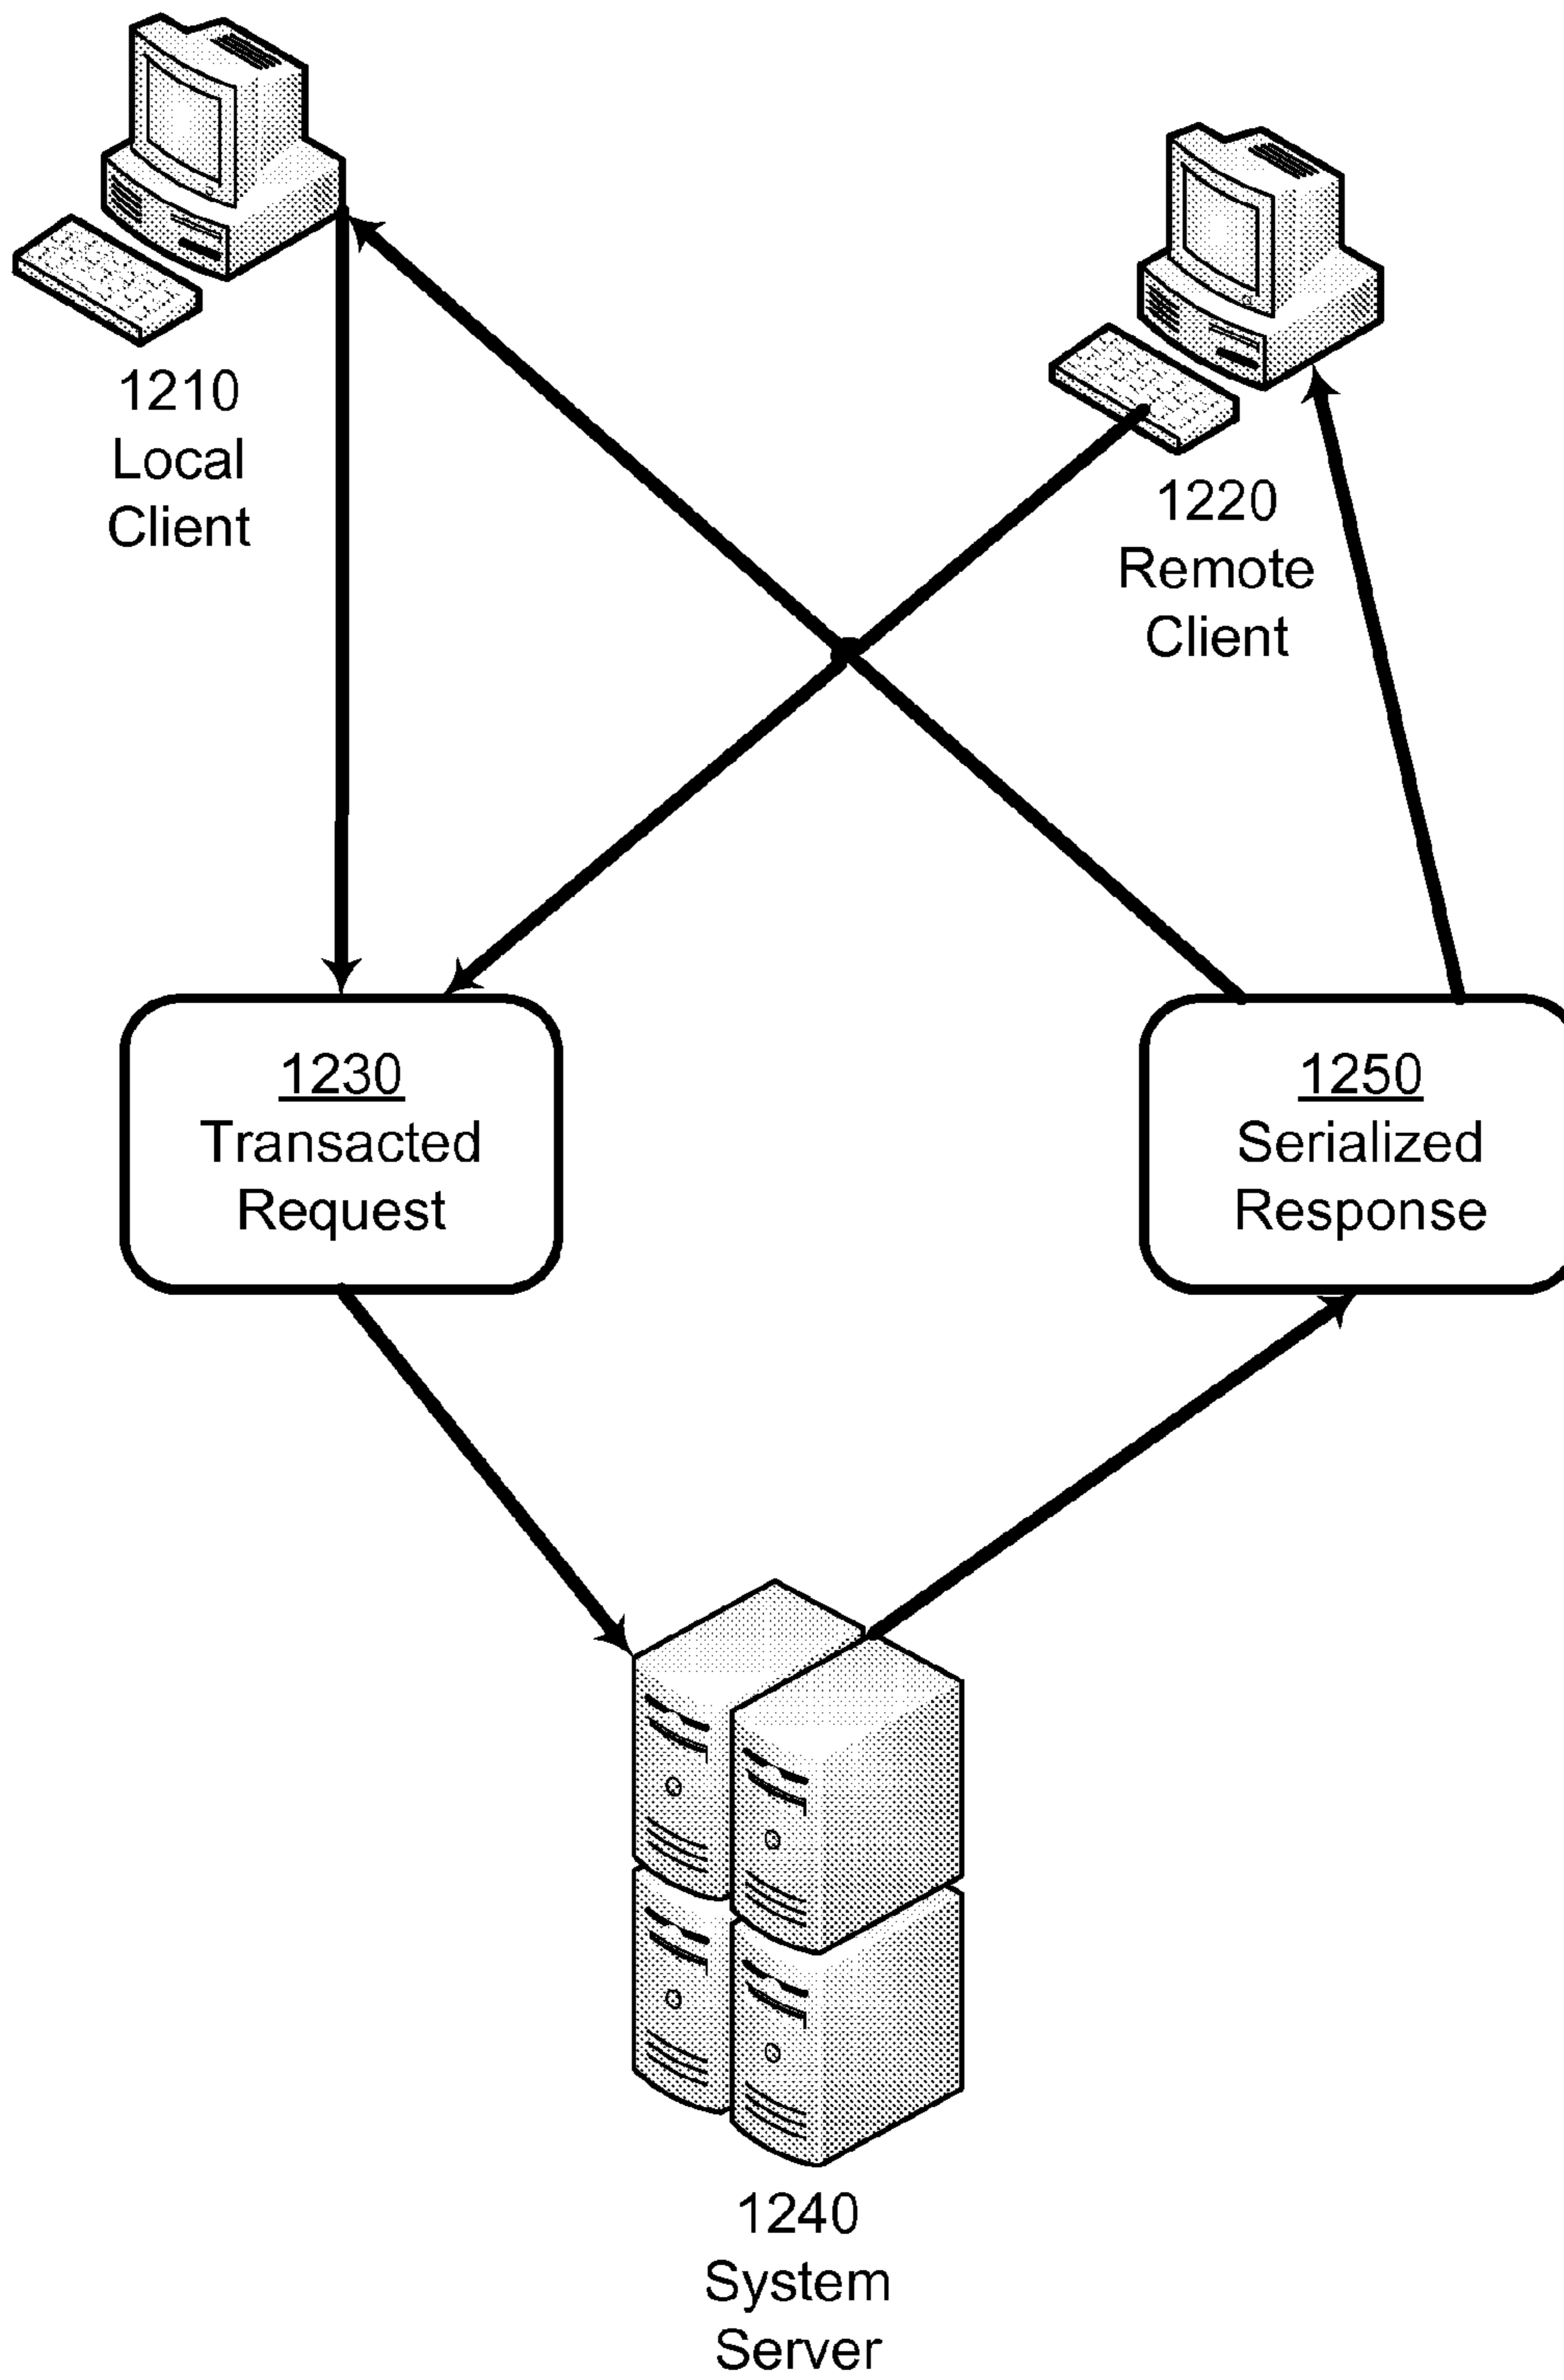 1210
Local
Client
1220
Remote
Client
1230
Transacted
Request
1250
Serialized
Response
1240
System
Server